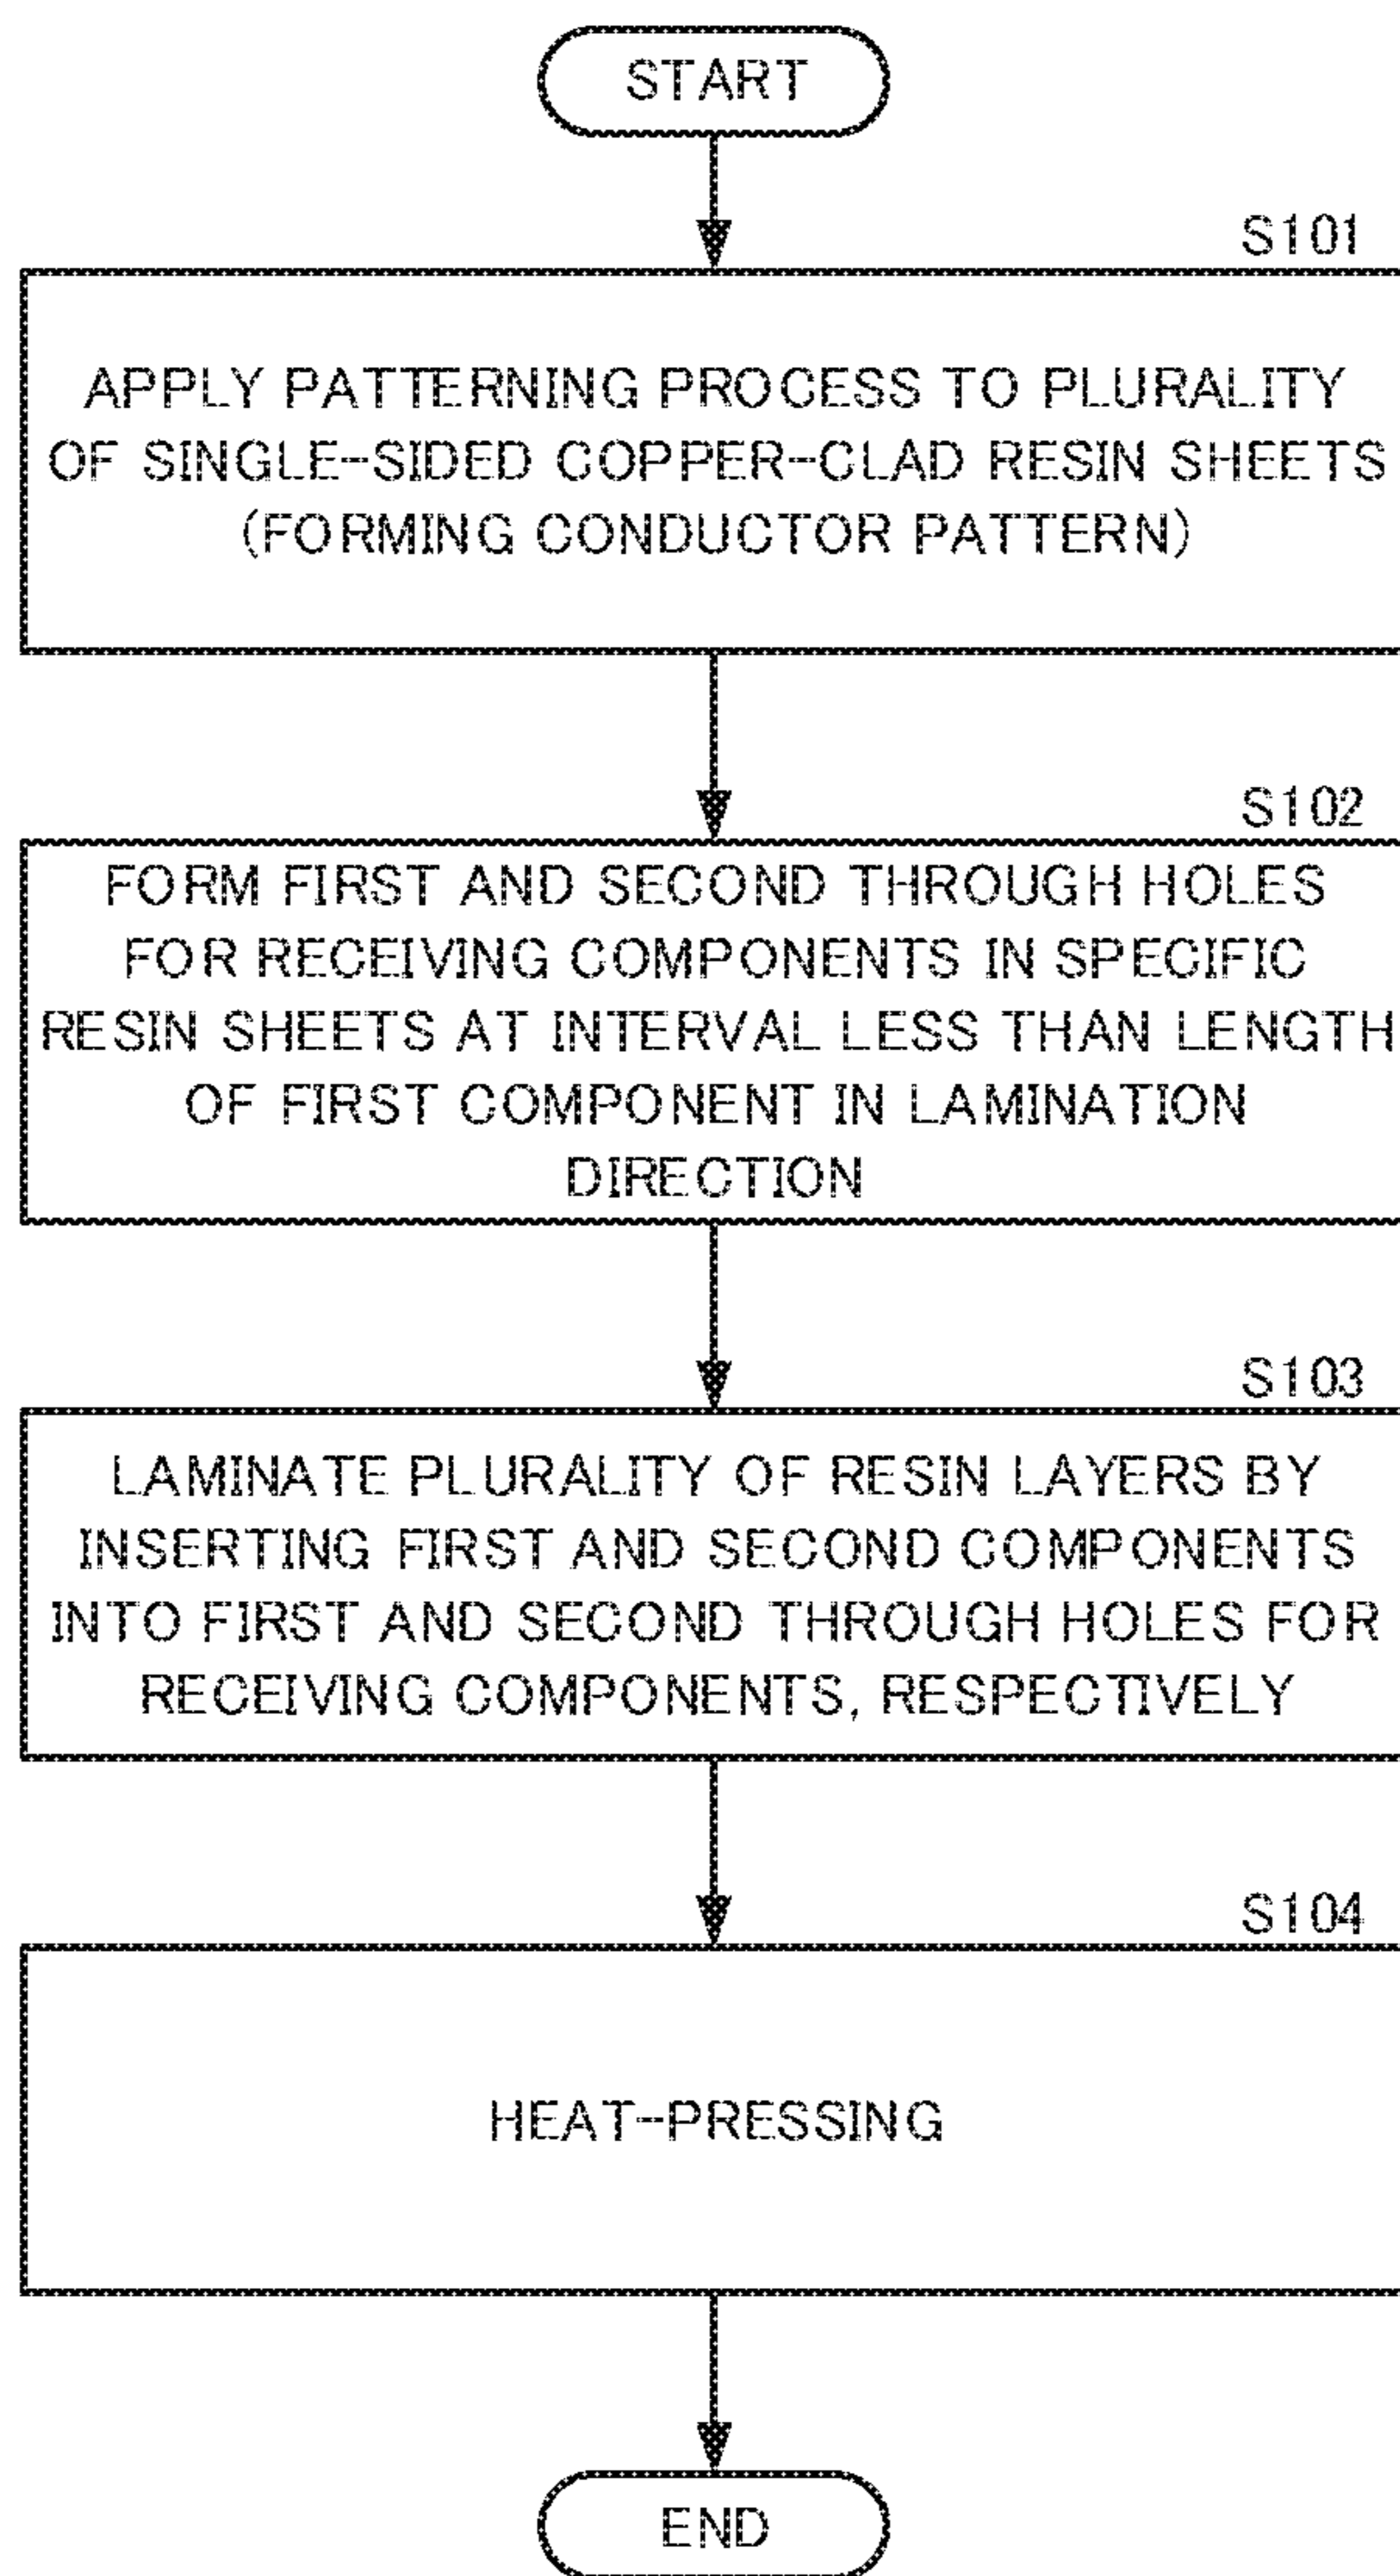 START
S101
APPLY PATTERNING PROCESS TO PLURALITY
OF SINGLE-SIDED COPPER-CLAD RESIN SHEETS
(FORMING CONDUCTOR PATTERN)
S102
FORM FIRST AND SECOND THROUGH HOLES
FOR RECEIVING COMPONENTS IN SPECIFIC
RESIN SHEETS AT INTERVAL LESS THAN LENGTH
OF FIRST COMPONENT IN LAMINATION
DIRECTION
S103
LAMINATE PLURALITY OF RESIN LAYERS BY
INSERTING FIRST AND SECOND COMPONENTS
INTO FIRST AND SECOND THROUGH HOLES FOR
RECEIVING COMPONENTS, RESPECTIVELY
S104
HEAT-PRESSING
END